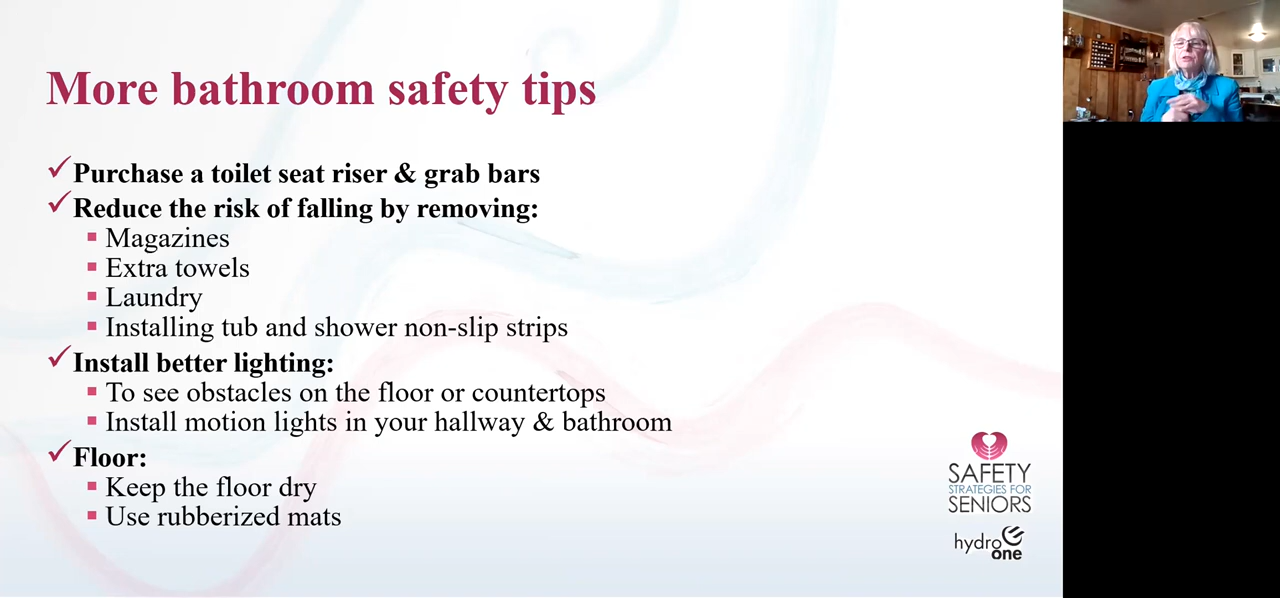 More bathroom safety tips
Purchase a toilet seat riser & grab bars
Reduce the risk of falling by removing:
Magazines
Extra towels
Laundry
Installing tub and shower non-slip strips
Install better lighting:
To see obstacles on the floor or countertops
Install motion lights in your hallway & bathroom
Floor:
Keep the floor dry
Use rubberized mats
SAFETY
STRATEGIES FOR
SENIORS
hydro
one